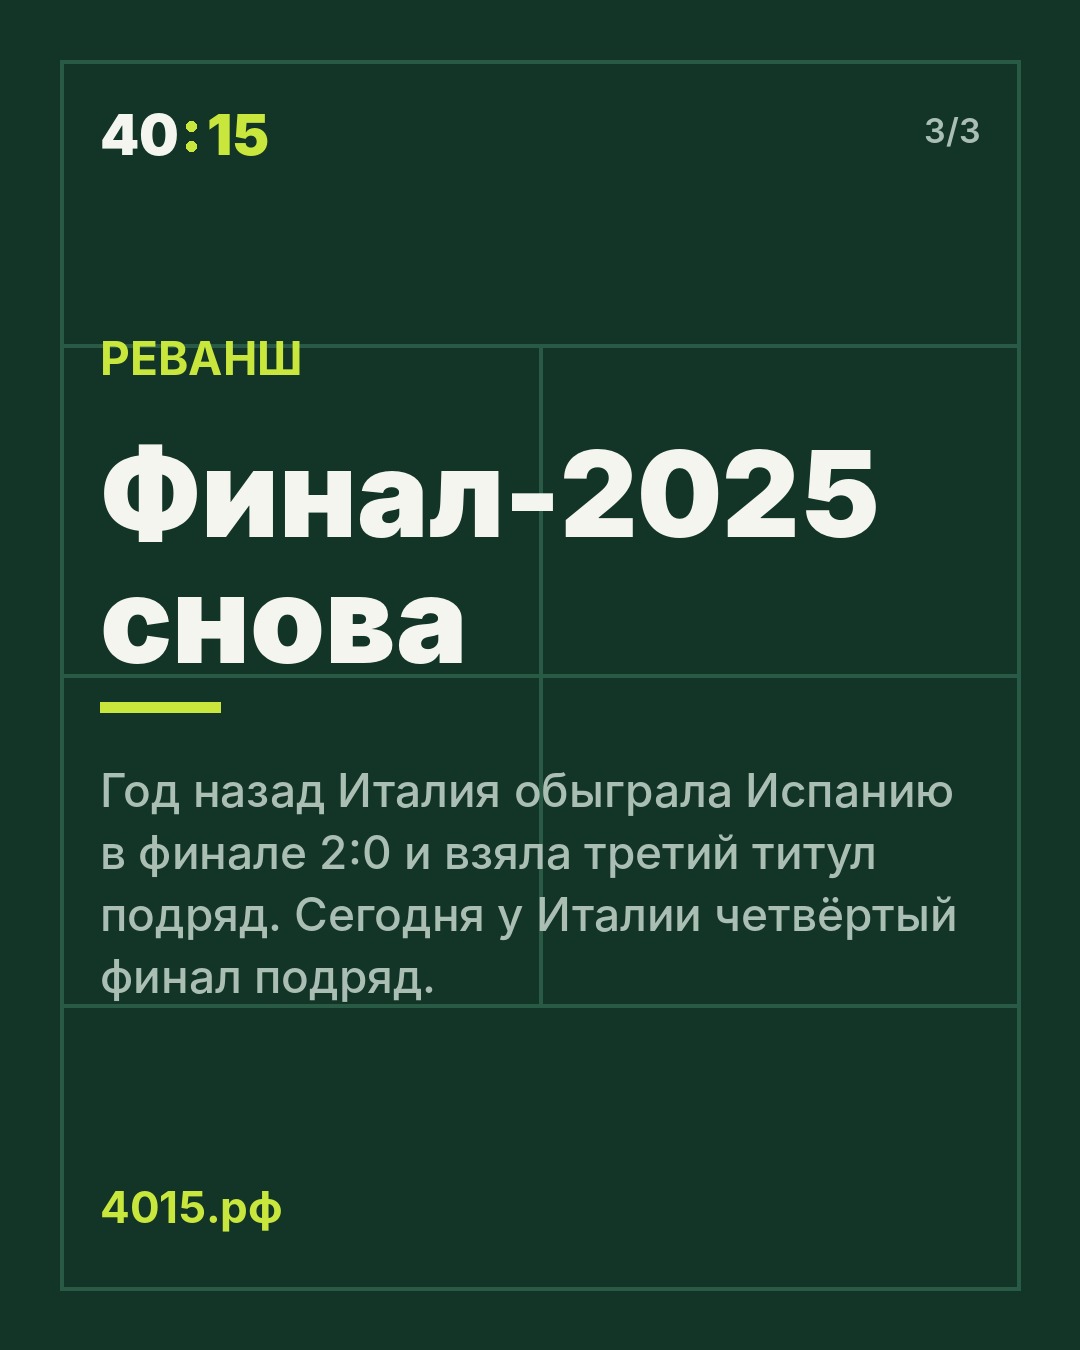 40:15
3/3
РЕВАНШ
Финал-2025
снова
Год назад Италия обыграла Испанию
в финале 2:0 и взяла третий титул
подряд. Сегодня у Италии четвёртый
финал подряд.
4015.рф